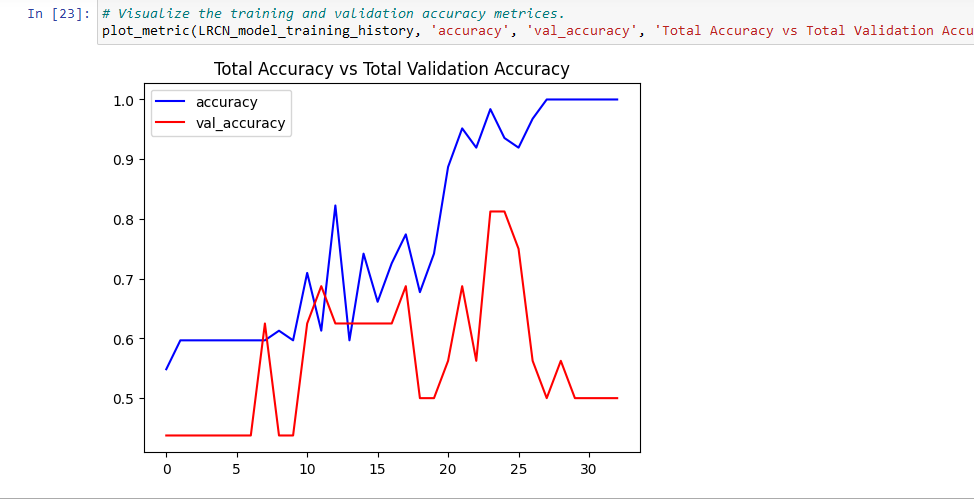 In [23]: # Visualize the training and validation accuracy metrices.
plot_metric(LRCN_model_training_history, 'accuracy', 'val_accuracy', 'Total Accuracy vs Total Validation Accu
Total Accuracy vs Total Validation Accuracy
accuracy
val_accuracy
1.0
0.9
0.8
0.7
0.6
0.5
0 5 10 15 20 25 30